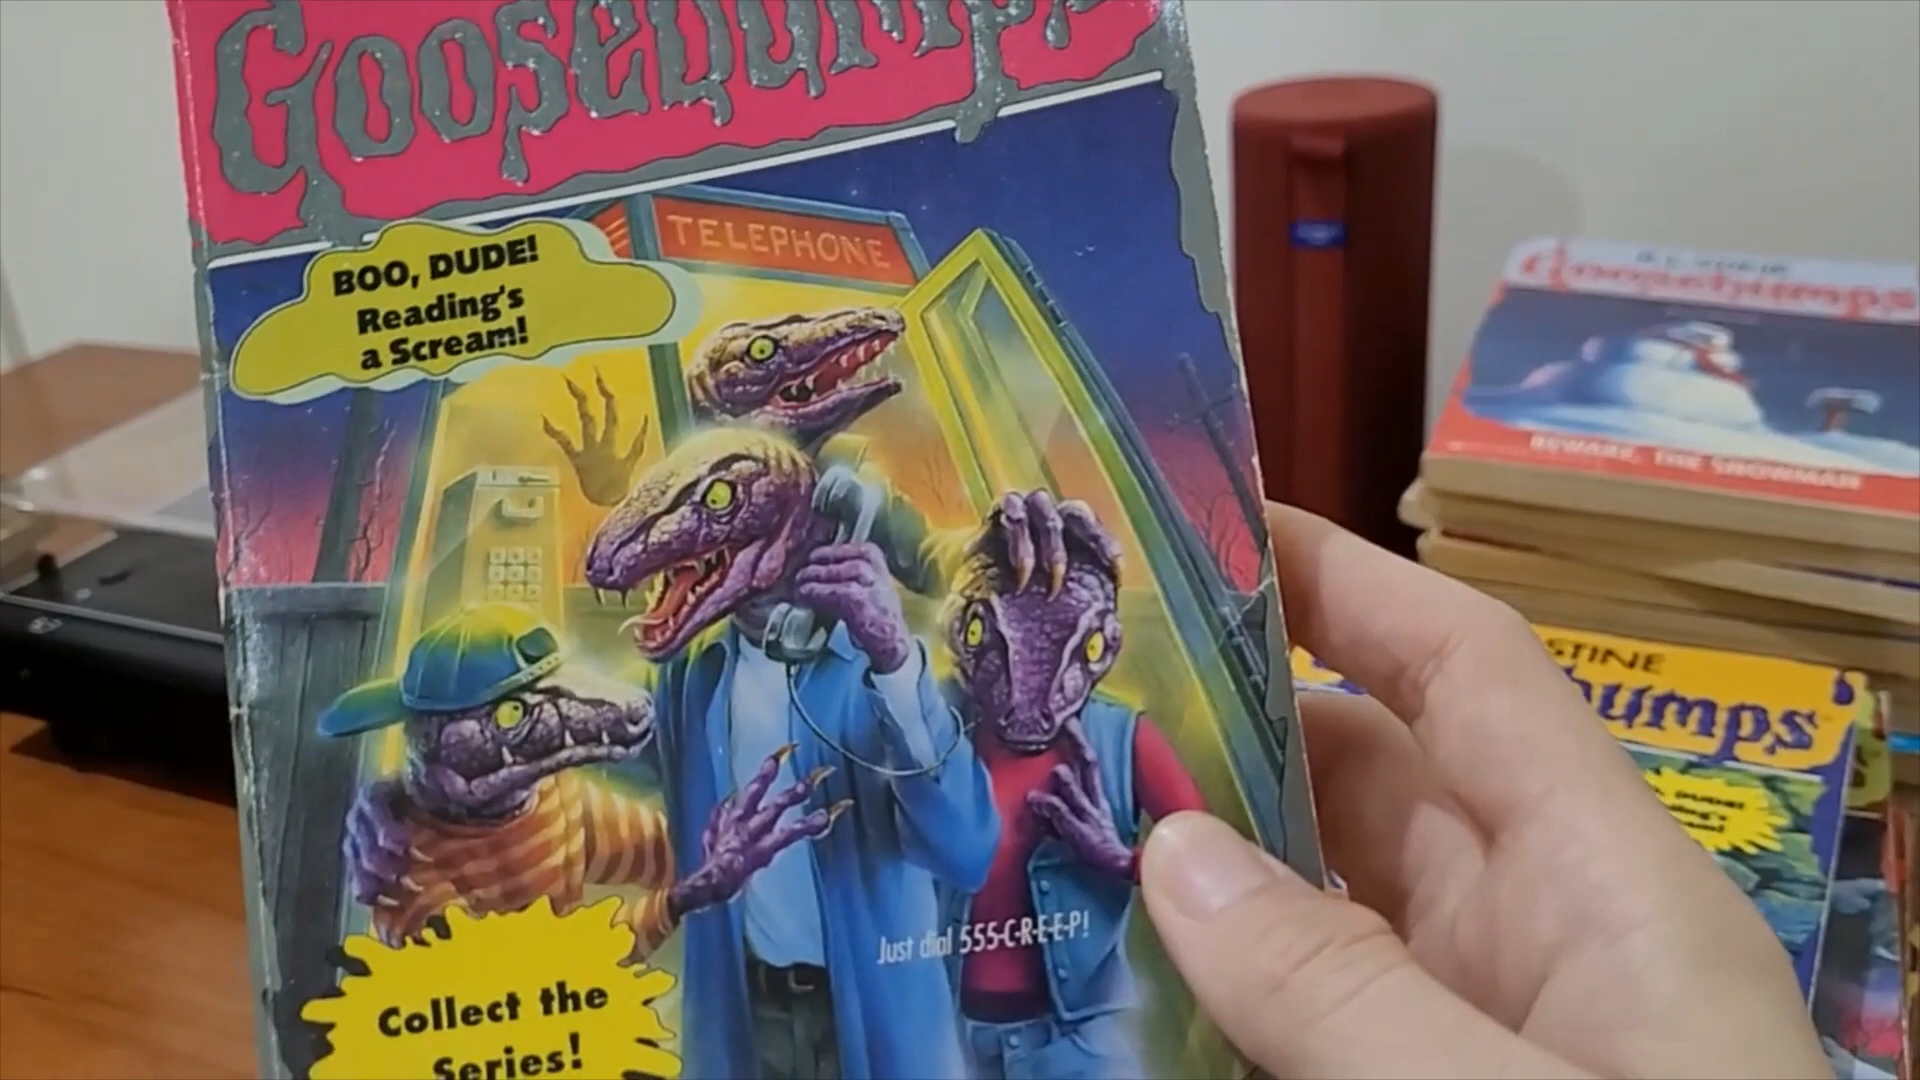 Goosebumps
TELEPHONE
BOO, DUDE!
Reading's
a Scream!
Just dial 555-C-R-E-E-P!
Collect the
Series!
Goosebumps
BEWARE, THE SNOWMAN
STINE
bumps